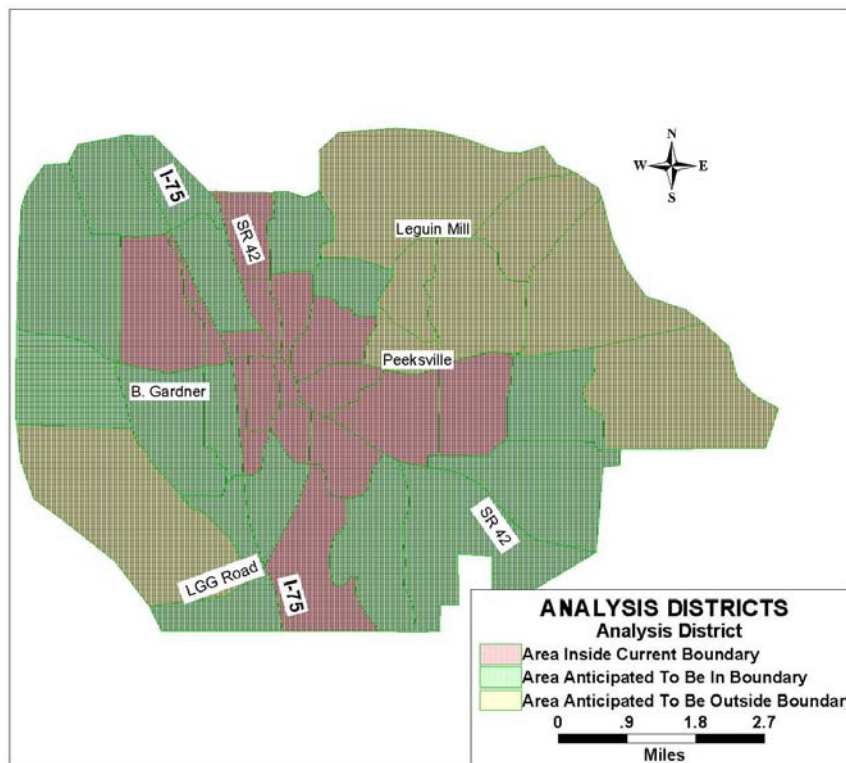 N
W E
S
I-75
SR 42
Leguin Mill
Peeksville
B. Gardner
SR 42
LGG Road
I-75
ANALYSIS DISTRICTS
Analysis District
Area Inside Current Boundary
Area Anticipated To Be In Boundary
Area Anticipated To Be Outside Boundary
0 .9 1.8 2.7
Miles